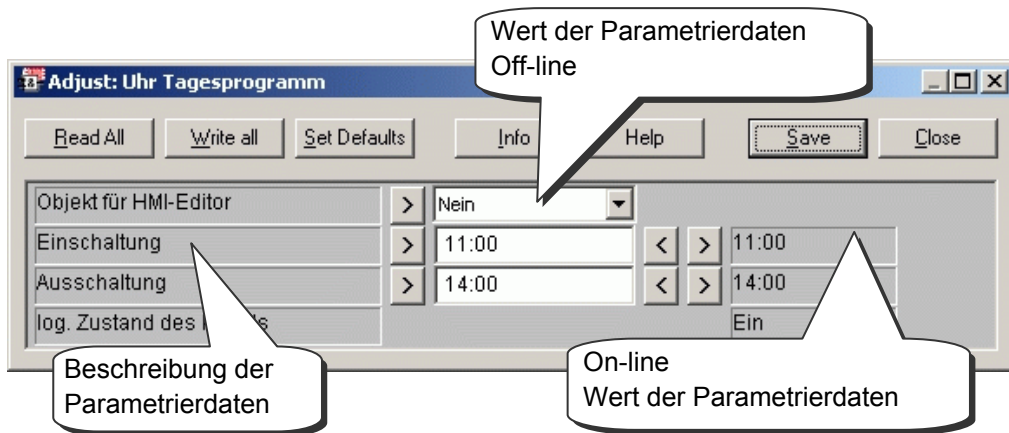 Wert der Parametrierdaten
Off-line
Adjust: Uhr Tagesprogramm
Read All Write all Set Defaults Info Help Save Close
Objekt für HMI-Editor > Nein
Einschaltung > 11:00 < > 11:00
Ausschaltung > 14:00 < > 14:00
log. Zustand des Ein
Beschreibung der
Parametrierdaten
On-line
Wert der Parametrierdaten